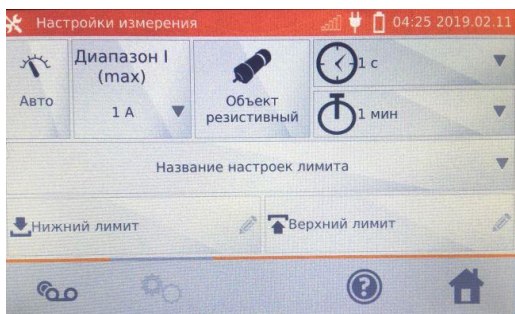 Настройки измерения
04:25 2019.02.11
Авто
Диапазон I
(max)
1 А
Объект
резистивный
1 с
1 мин
Название настроек лимита
Нижний лимит
Верхний лимит
?